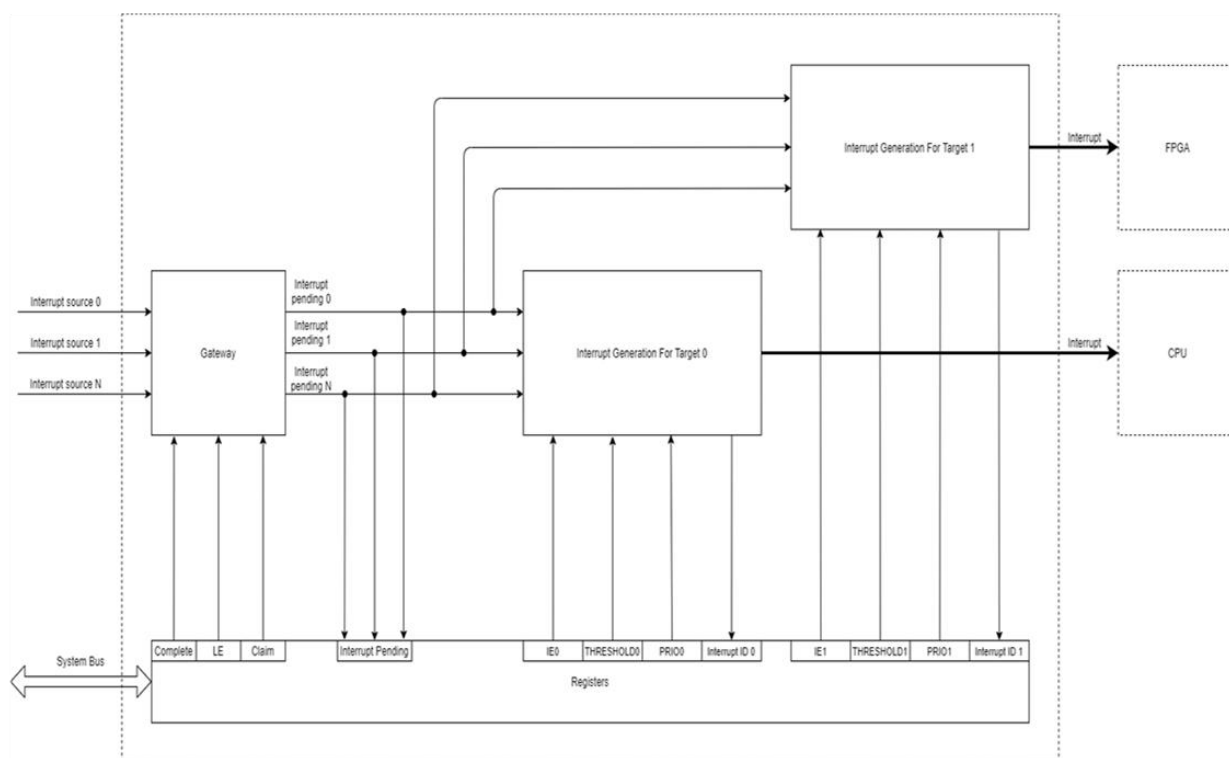 Interrupt Generation For Target 1
Interrupt
FPGA
Interrupt source 0
Interrupt source 1
Interrupt source N
Gateway
Interrupt
pending 0
Interrupt
pending 1
Interrupt
pending N
Interrupt Generation For Target 0
Interrupt
CPU
System Bus
Complete
LE
Claim
Interrupt Pending
IE0
THRESHOLD0
PRIO0
Interrupt ID 0
IE1
THRESHOLD1
PRIO1
Interrupt ID 1
Registers